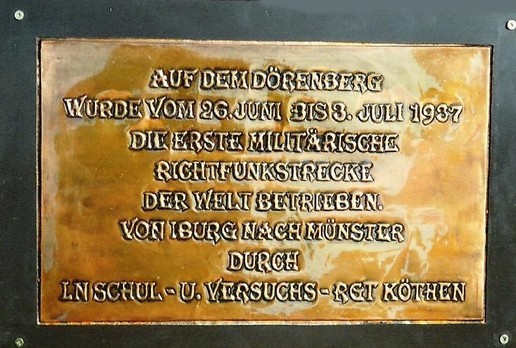 AUF DEM DÖRENBERG
WURDE VOM 26. JUNI BIS 3. JULI 1937
DIE ERSTE MILITÄRISCHE
RICHTFUNKSTRECKE
DER WELT BETRIEBEN.
VON IBURG NACH MÜNSTER
DURCH
LN SCHUL - U. VERSUCHS - RGT KÖTHEN